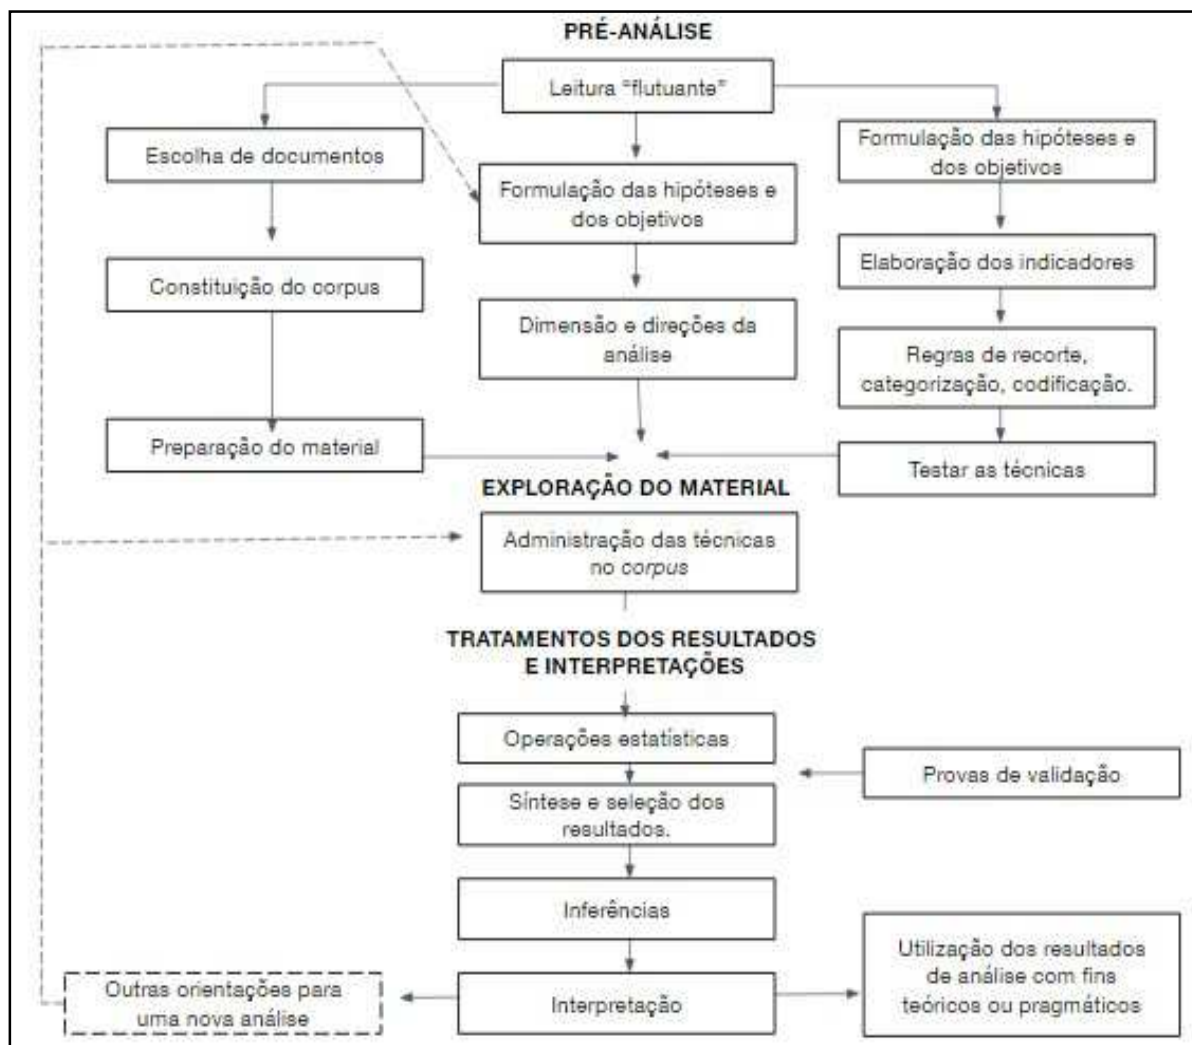 PRÉ-ANÁLISE
Leitura “flutuante”
Escolha de documentos
Constituição do corpus
Preparação do material
Formulação das hipóteses e
dos objetivos
Dimensão e direções da
análise
Formulação das hipóteses e
dos objetivos
Elaboração dos indicadores
Regras de recorte,
categorização, codificação.
Testar as técnicas
EXPLORAÇÃO DO MATERIAL
Administração das técnicas
no corpus
TRATAMENTOS DOS RESULTADOS
E INTERPRETAÇÕES
Operações estatísticas
Provas de validação
Síntese e seleção dos
resultados.
Inferências
Interpretação
Outras orientações para
uma nova análise
Utilização dos resultados
de análise com fins
teóricos ou pragmáticos